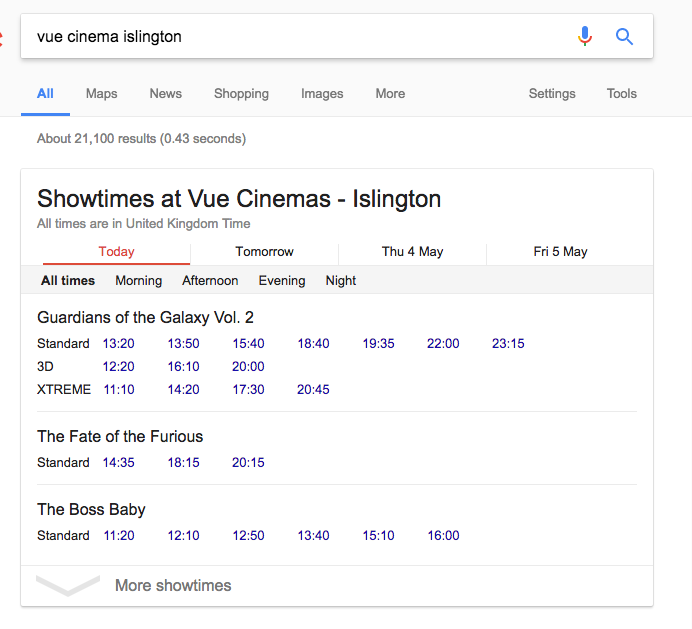 vue cinema islington
All Maps News Shopping Images More Settings Tools
About 21,100 results (0.43 seconds)
Showtimes at Vue Cinemas - Islington
All times are in United Kingdom Time
Today Tomorrow Thu 4 May Fri 5 May
All times Morning Afternoon Evening Night
Guardians of the Galaxy Vol. 2
Standard 13:20 13:50 15:40 18:40 19:35 22:00 23:15
3D 12:20 16:10 20:00
XTREME 11:10 14:20 17:30 20:45
The Fate of the Furious
Standard 14:35 18:15 20:15
The Boss Baby
Standard 11:20 12:10 12:50 13:40 15:10 16:00
More showtimes